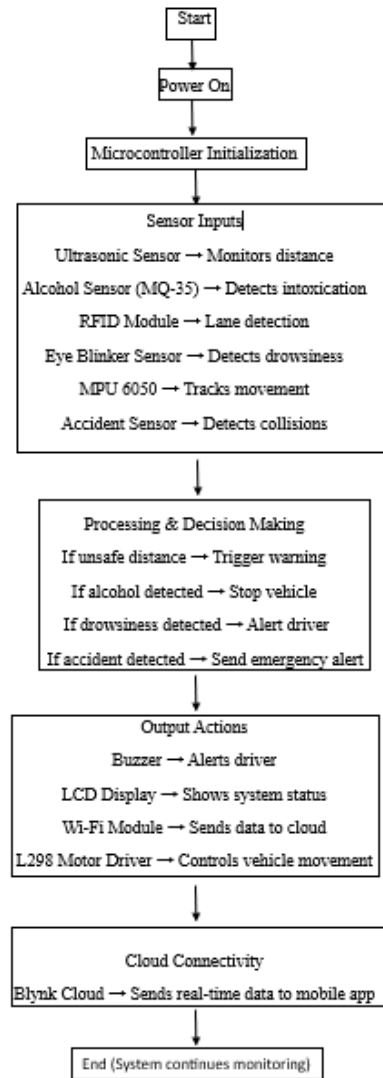 Start
Power On
Microcontroller Initialization
Sensor Inputs
Ultrasonic Sensor → Monitors distance
Alcohol Sensor (MQ-35) → Detects intoxication
RFID Module → Lane detection
Eye Blinker Sensor → Detects drowsiness
MPU 6050 → Tracks movement
Accident Sensor → Detects collisions
Processing & Decision Making
If unsafe distance → Trigger warning
If alcohol detected → Stop vehicle
If drowsiness detected → Alert driver
If accident detected → Send emergency alert
Output Actions
Buzzer → Alerts driver
LCD Display → Shows system status
Wi-Fi Module → Sends data to cloud
L298 Motor Driver → Controls vehicle movement
Cloud Connectivity
Blynk Cloud → Sends real-time data to mobile app
End (System continues monitoring)